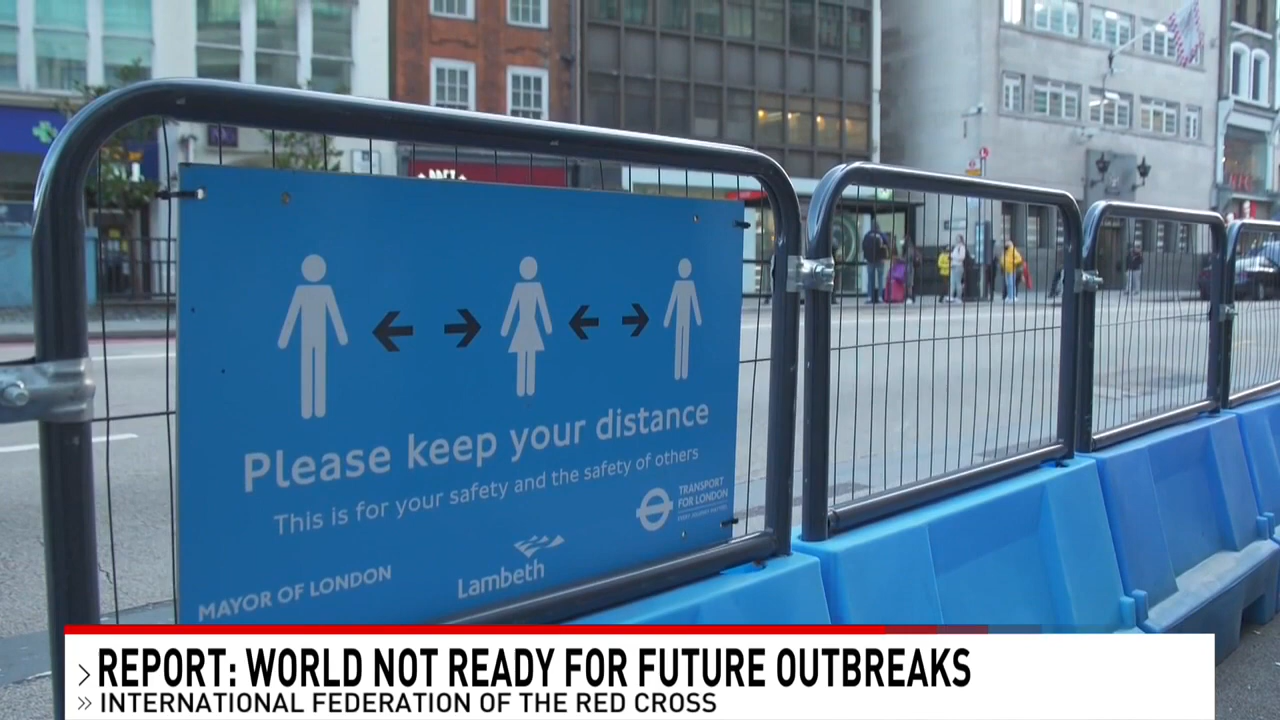 Please keep your distance
This is for your safety and the safety of others
TRANSPORT
FOR LONDON
MAYOR OF LONDON
Lambeth
REPORT: WORLD NOT READY FOR FUTURE OUTBREAKS
INTERNATIONAL FEDERATION OF THE RED CROSS